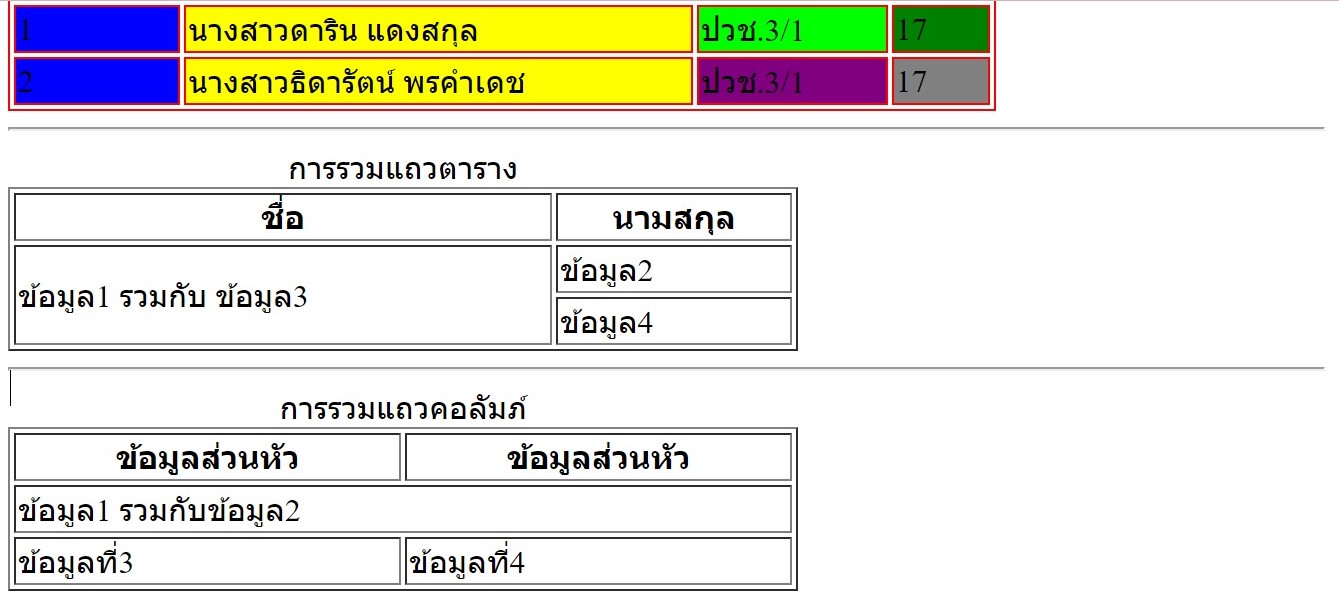 1 นางสาวดาริน แดงสกุล ปวช.3/1 17
2 นางสาวธิดารัตน์ พรคำเดช ปวช.3/1 17
การรวมแถวตาราง
ชื่อ นามสกุล
ข้อมูล1 รวมกับ ข้อมูล3
ข้อมูล2
ข้อมูล4
การรวมแถวคอลัมภ์
ข้อมูลส่วนหัว ข้อมูลส่วนหัว
ข้อมูล1 รวมกับข้อมูล2
ข้อมูลที่3 ข้อมูลที่4